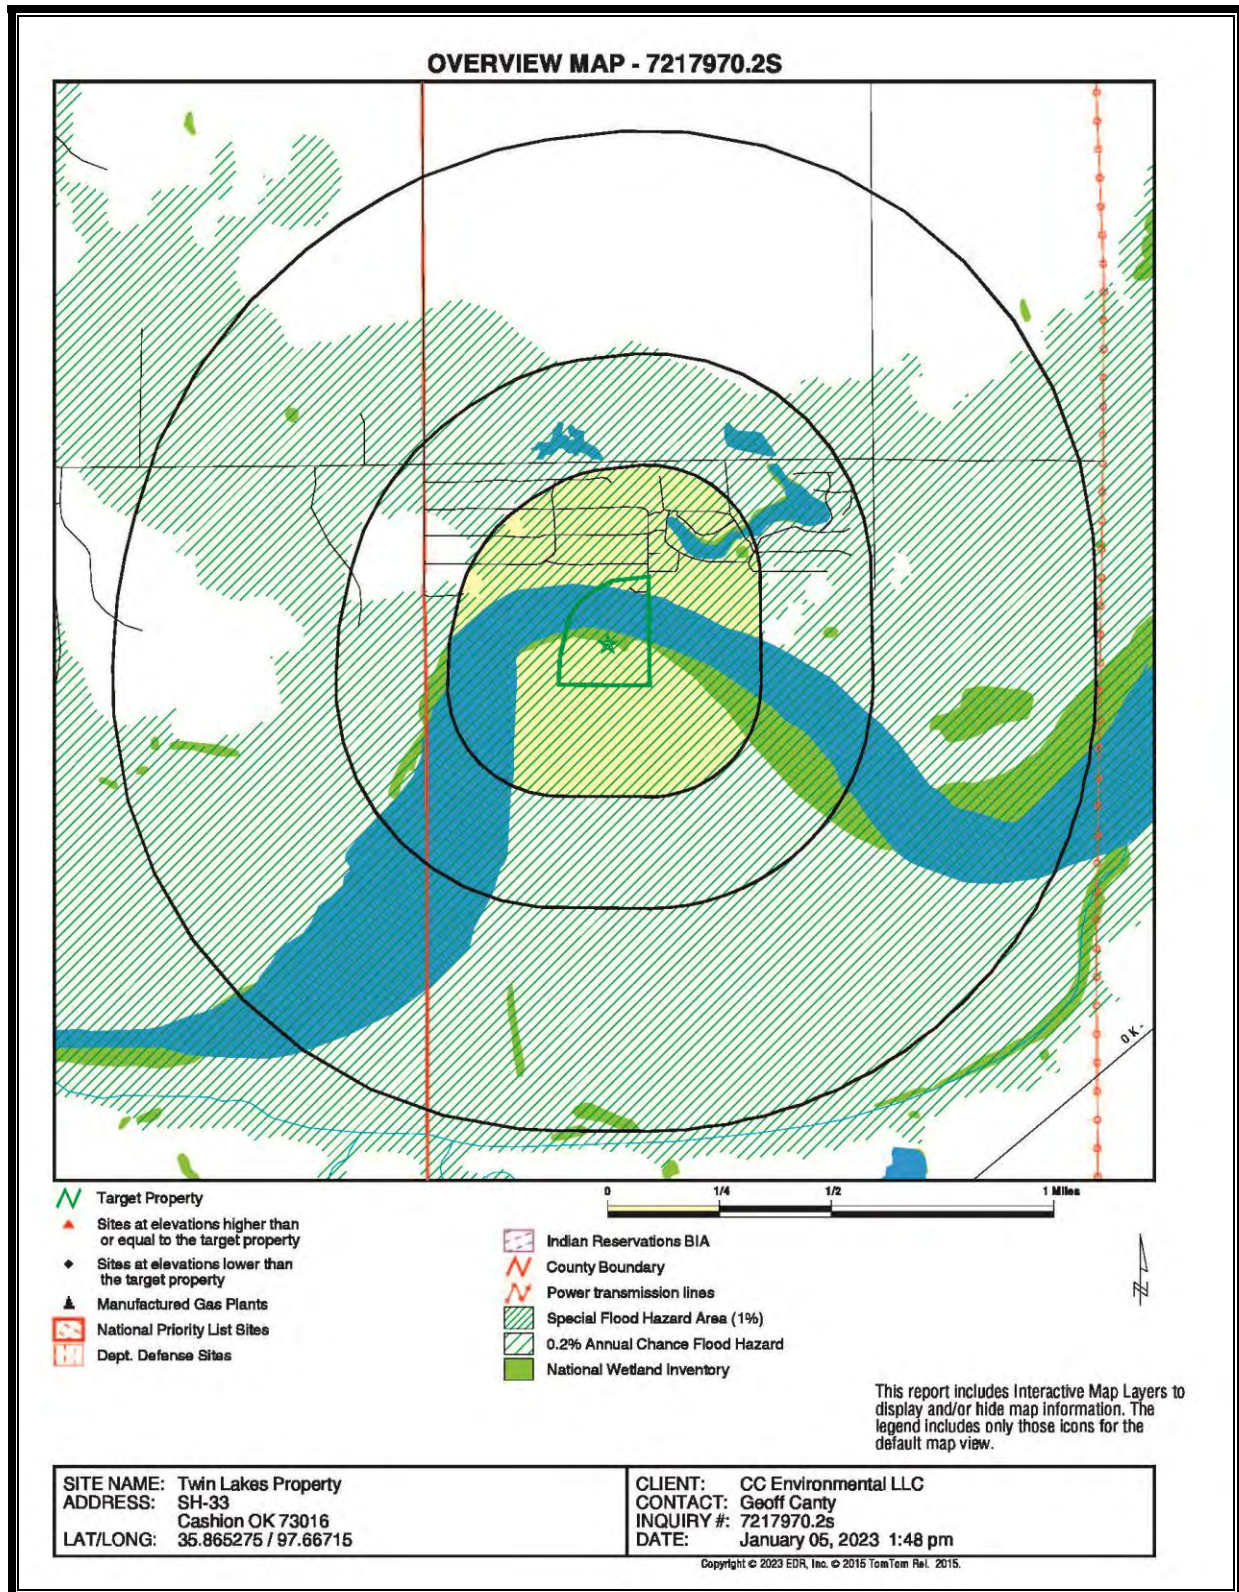 OVERVIEW MAP - 7217970.2S
OK-
Target Property
Sites at elevations higher than
or equal to the target property
Sites at elevations lower than
the target property
Manufactured Gas Plants
National Priority List Sites
Dept. Defense Sites
0 1/4 1/2 1 Miles
Indian Reservations BIA
County Boundary
Power transmission lines
Special Flood Hazard Area (1%)
0.2% Annual Chance Flood Hazard
National Wetland Inventory
This report includes Interactive Map Layers to
display and/or hide map information. The
legend includes only those icons for the
default map view.
SITE NAME: Twin Lakes Property
ADDRESS: SH-33
Cashion OK 73016
LAT/LONG: 35.865275 / 97.66715
CLIENT: CC Environmental LLC
CONTACT: Geoff Canty
INQUIRY #: 7217970.2s
DATE: January 05, 2023 1:48 pm
Copyright © 2023 EDR, Inc. © 2015 TomTom Rel. 2015.